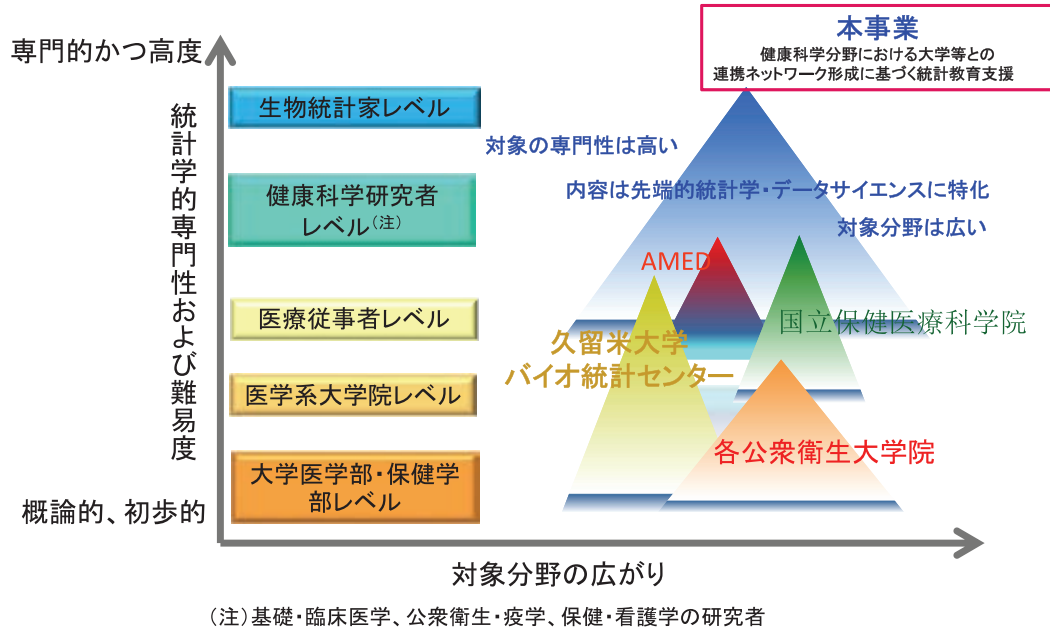 本事業
健康科学分野における大学等との
連携ネットワーク形成に基づく統計教育支援
専門的かつ高度
統計学的専門性および難易度
概論的、初歩的
生物統計家レベル
健康科学研究者
レベル(注)
医療従事者レベル
医学系大学院レベル
大学医学部・保健学
部レベル
対象の専門性は高い
内容は先端的統計学・データサイエンスに特化
対象分野は広い
AMED
国立保健医療科学院
久留米大学
バイオ統計センター
各公衆衛生大学院
対象分野の広がり
(注)基礎・臨床医学、公衆衛生・疫学、保健・看護学の研究者